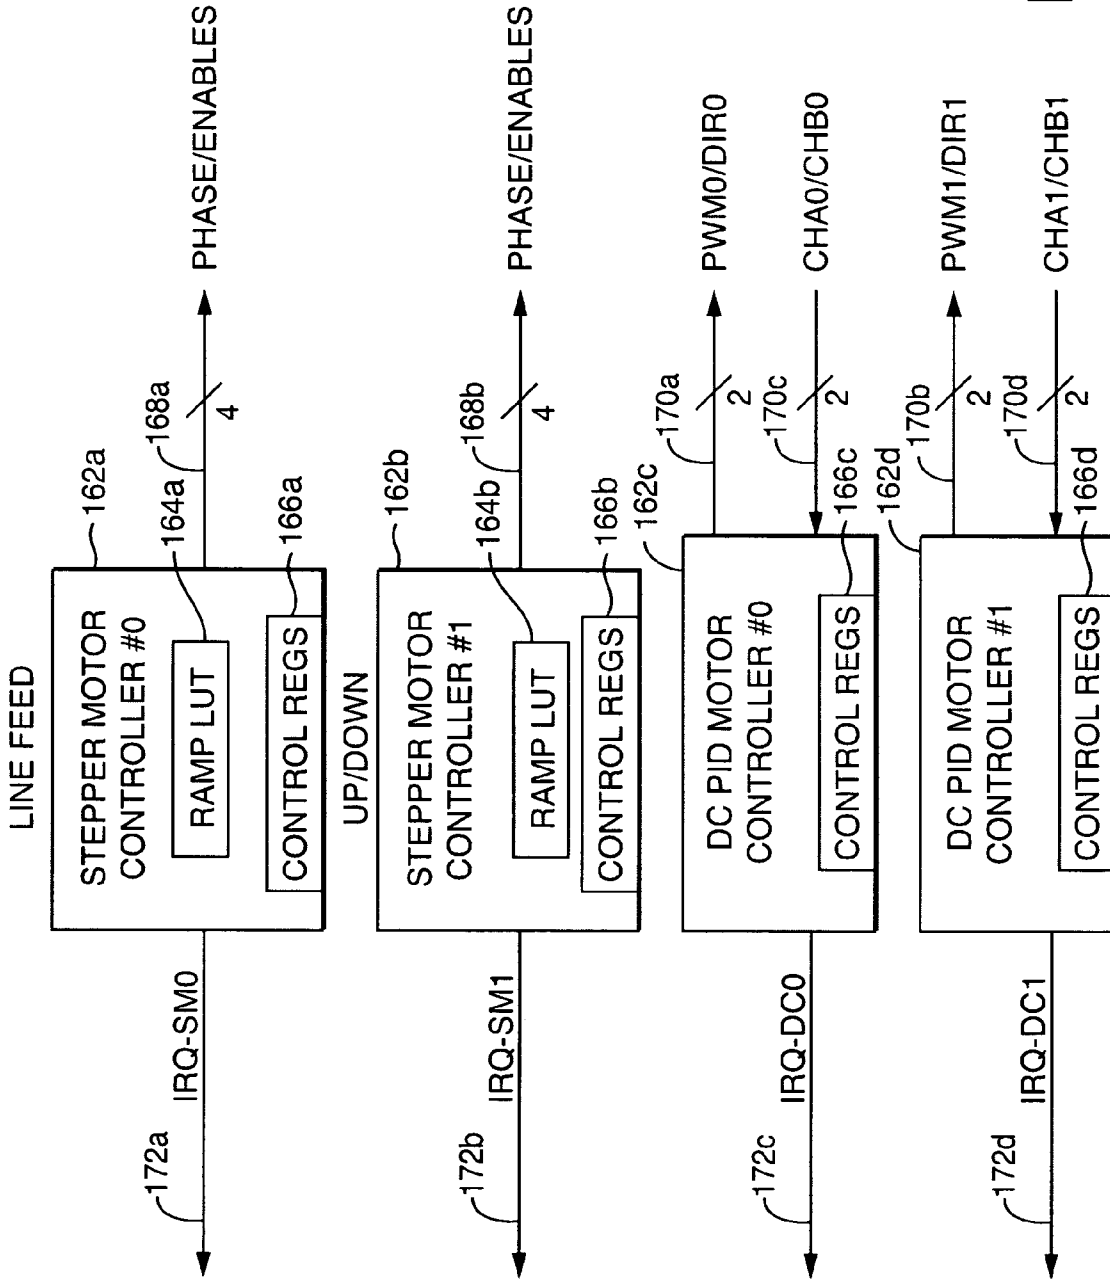 LINE FEED
STEPPER MOTOR
CONTROLLER #0
RAMP LUT
CONTROL REGS
162a
164a
166a
168a
4
PHASE/ENABLES
IRQ-SM0
172a
UP/DOWN
STEPPER MOTOR
CONTROLLER #1
RAMP LUT
CONTROL REGS
162b
164b
166b
168b
4
PHASE/ENABLES
IRQ-SM1
172b
DC PID MOTOR
CONTROLLER #0
CONTROL REGS
162c
166c
170a
2
PWM0/DIR0
170c
2
CHA0/CHB0
IRQ-DC0
172c
DC PID MOTOR
CONTROLLER #1
CONTROL REGS
162d
166d
170b
2
PWM1/DIR1
170d
2
CHA1/CHB1
IRQ-DC1
172d